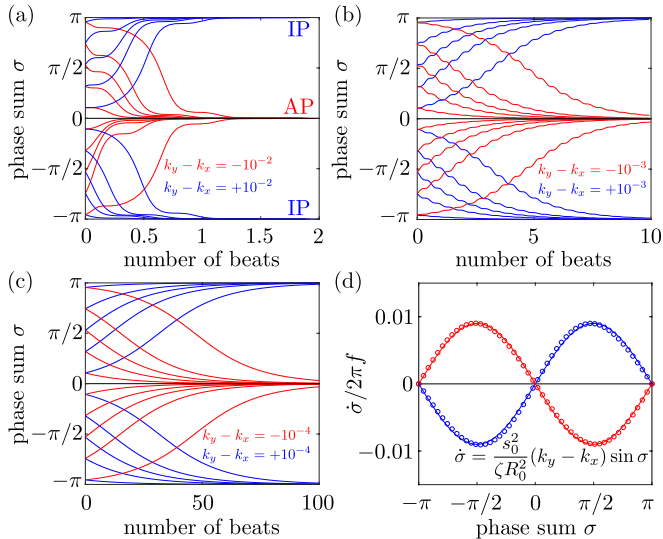 (a)
phase sum σ
π
π/2
0
−π/2
−π
IP
AP
k_y − k_x = −10^{−2}
k_y − k_x = +10^{−2}
IP
0 0.5 1 1.5 2
number of beats
(b)
phase sum σ
π
π/2
0
−π/2
−π
k_y − k_x = −10^{−3}
k_y − k_x = +10^{−3}
0 5 10
number of beats
(c)
phase sum σ
π
π/2
0
−π/2
−π
k_y − k_x = −10^{−4}
k_y − k_x = +10^{−4}
0 50 100
number of beats
(d)
σ̇/2πf
0.01
0
−0.01
σ̇ = \frac{s_0^2}{ζR_0^2}(k_y − k_x) sin σ
−π −π/2 0 π/2 π
phase sum σ